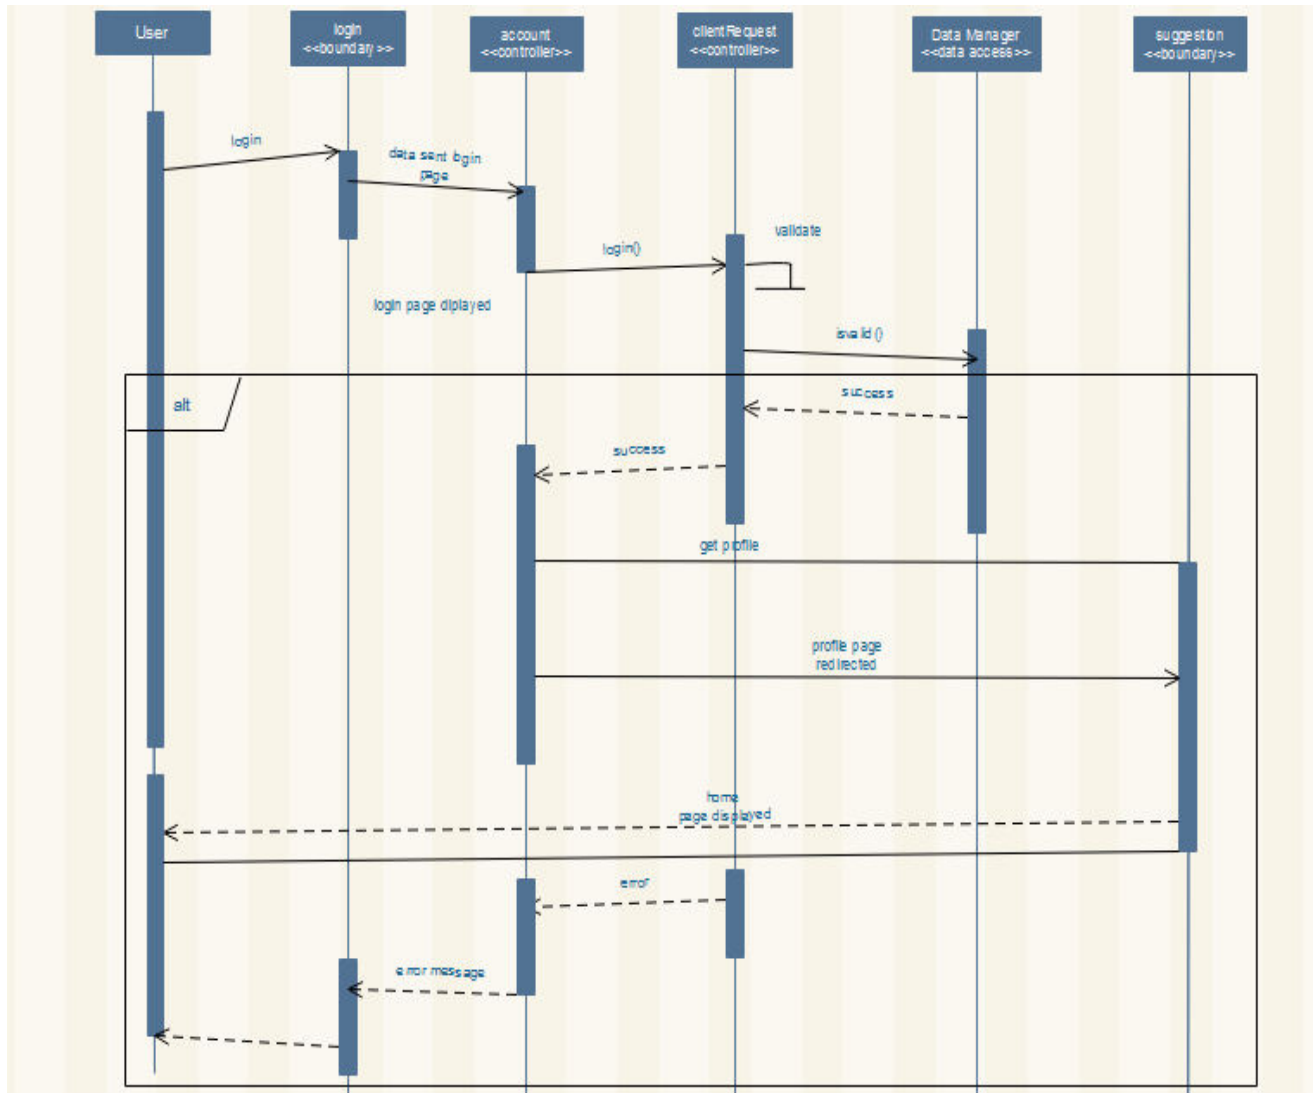 User
login
<<boundary>>
account
<<controller>>
clientRequest
<<controller>>
Data Manager
<<data access>>
suggestion
<<boundary>>
login
data sent login
page
validate
login()
login page diplayed
isvalid()
alt
success
success
get profile
profile page
redirected
home
page displayed
error
error message